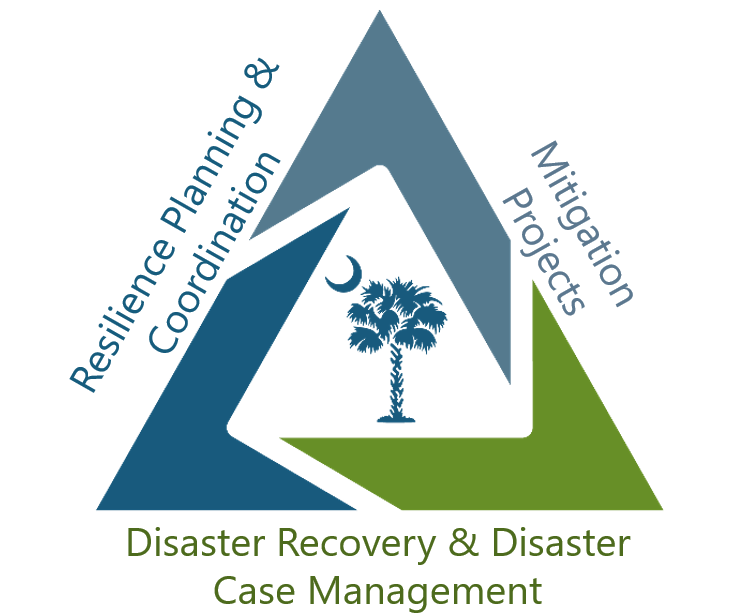 Resilience Planning &
Coordination
Mitigation
Projects
Disaster Recovery & Disaster
Case Management